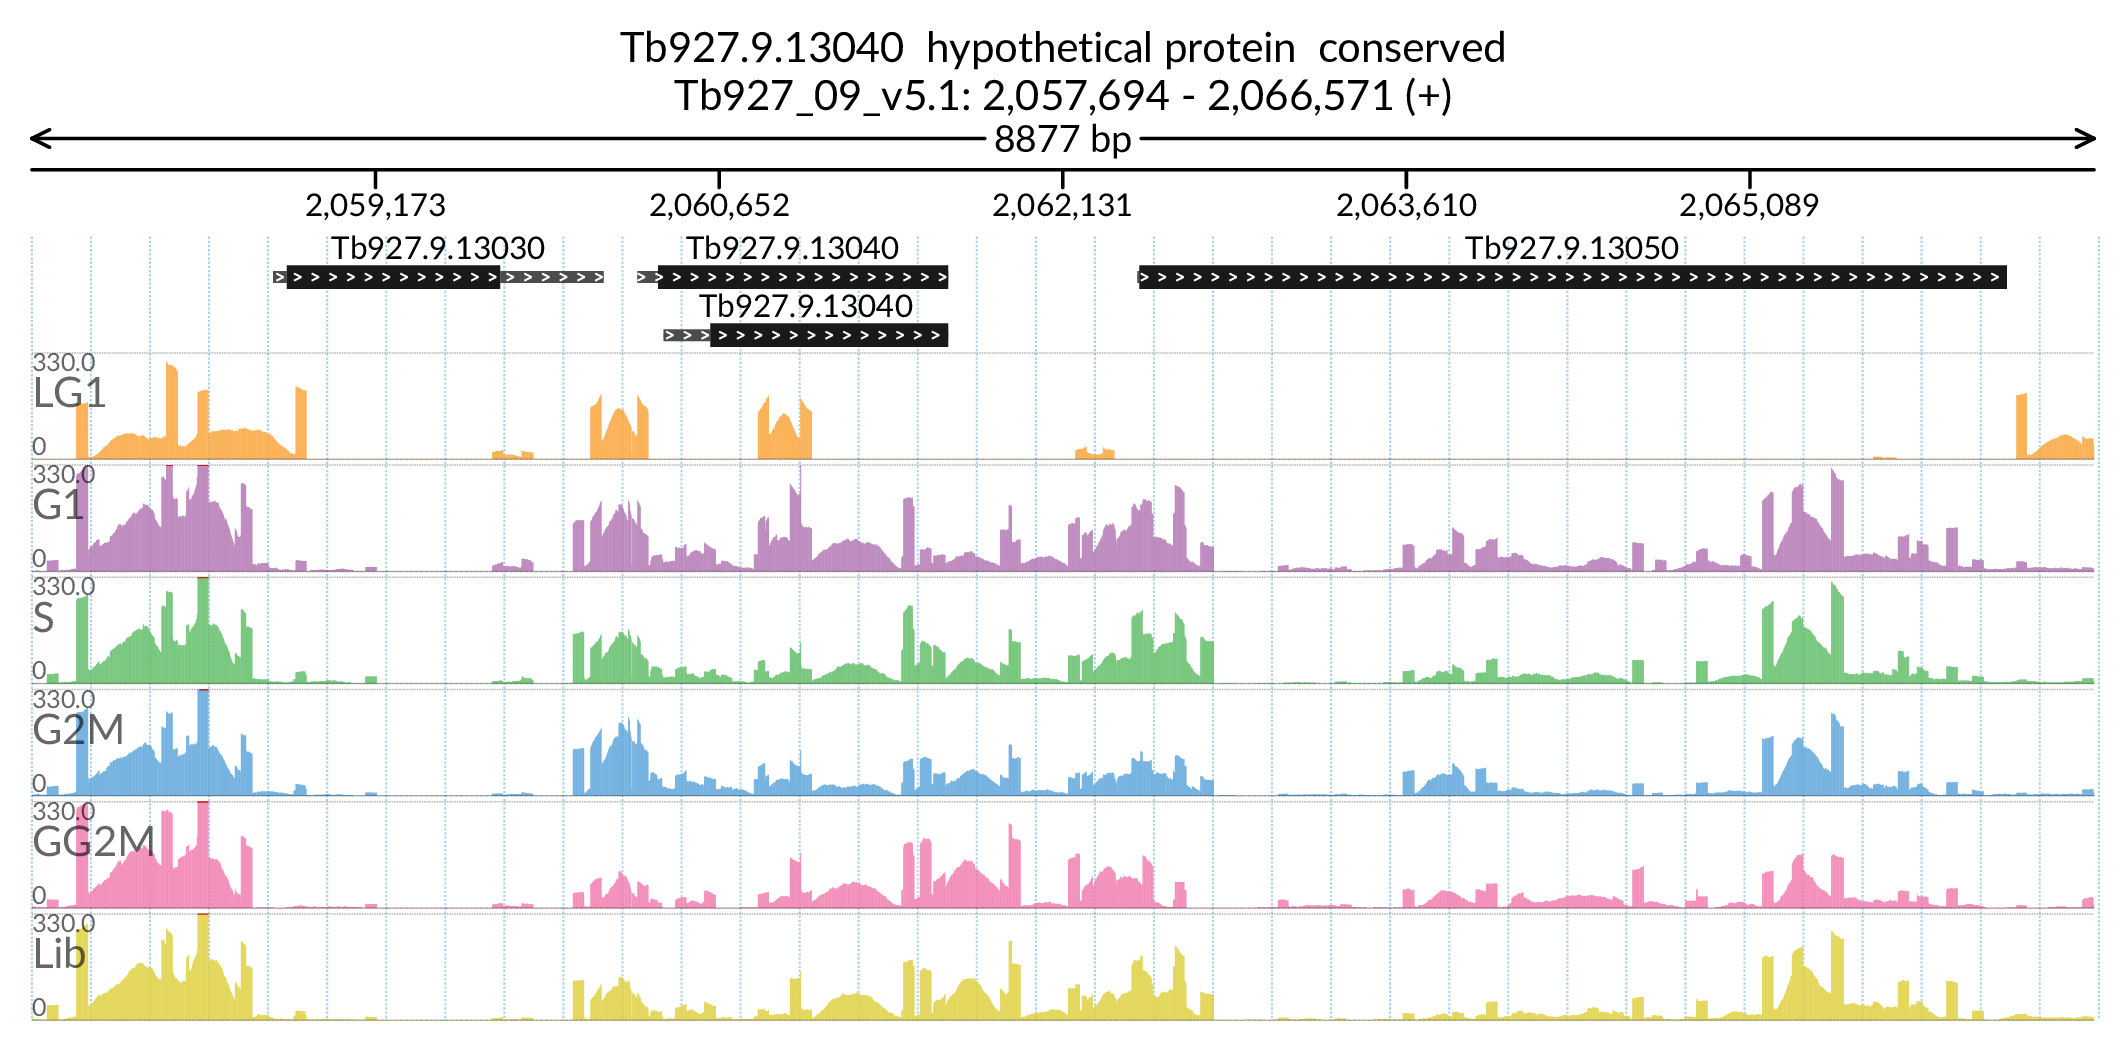 Tb927.9.13040 hypothetical protein conserved
Tb927_09_v5.1: 2,057,694 - 2,066,571 (+)
8877 bp
2,059,173 2,060,652 2,062,131 2,063,610 2,065,089
Tb927.9.13030 Tb927.9.13040 Tb927.9.13050
Tb927.9.13040
330.0
LG1
0
330.0
G1
0
330.0
S
0
330.0
G2M
0
330.0
GG2M
0
330.0
Lib
0